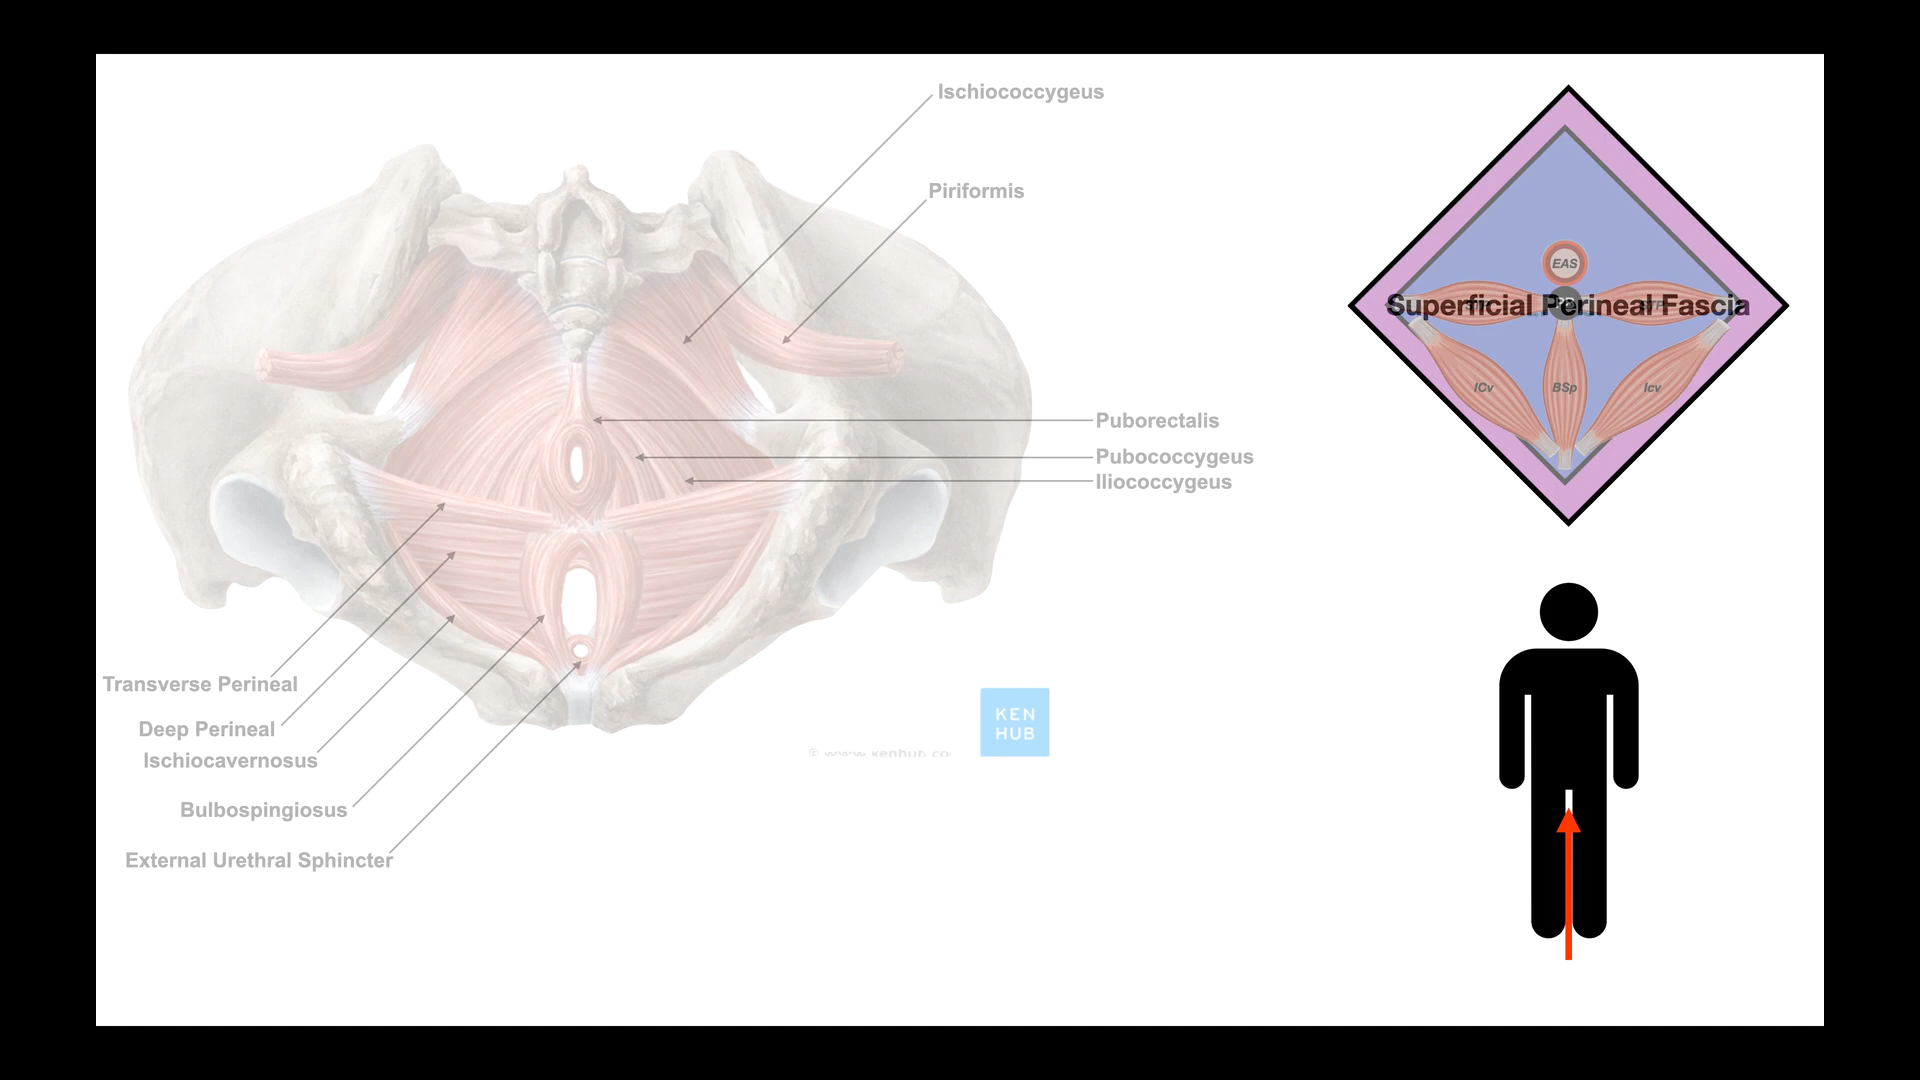 Ischiococcygeus
Piriformis
Puborectalis
Pubococcygeus
Iliococcygeus
Transverse Perineal
Deep Perineal
Ischiocavernosus
Bulbospingiosus
External Urethral Sphincter
KEN
HUB
EAS
Superficial Perineal Fascia
ICv
BSp
Icv